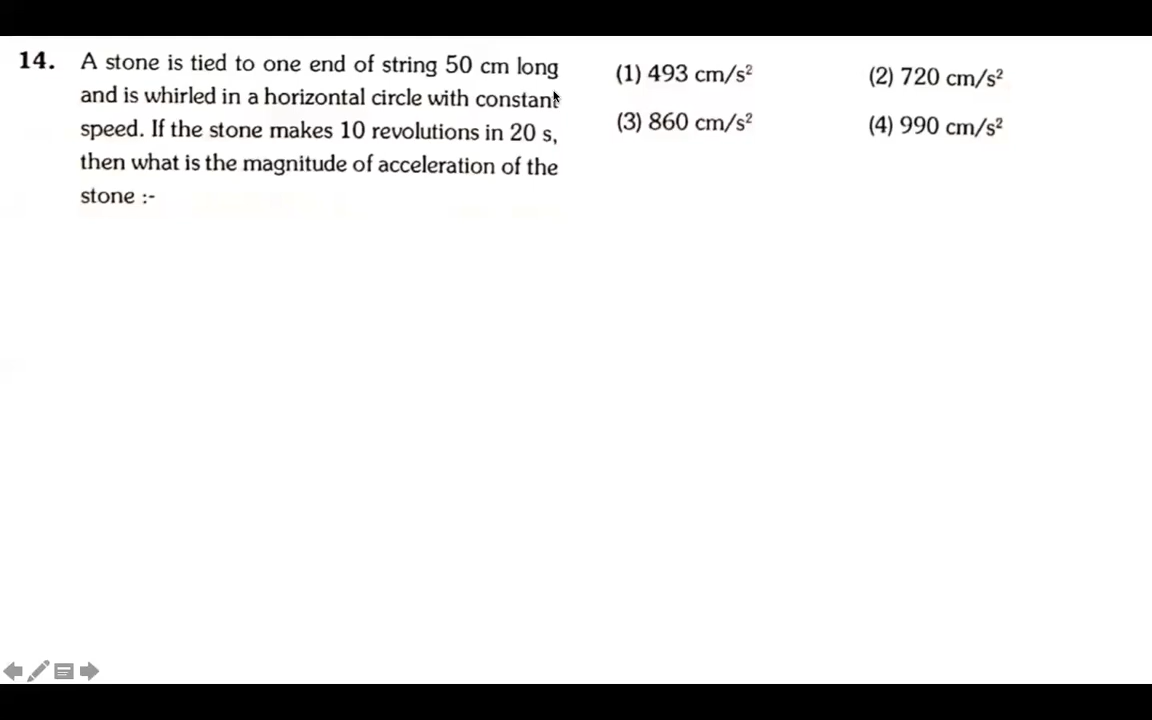 14. A stone is tied to one end of string 50 cm long
and is whirled in a horizontal circle with constant
speed. If the stone makes 10 revolutions in 20 s,
then what is the magnitude of acceleration of the
stone :-
(1) 493 cm/s² (2) 720 cm/s²
(3) 860 cm/s² (4) 990 cm/s²